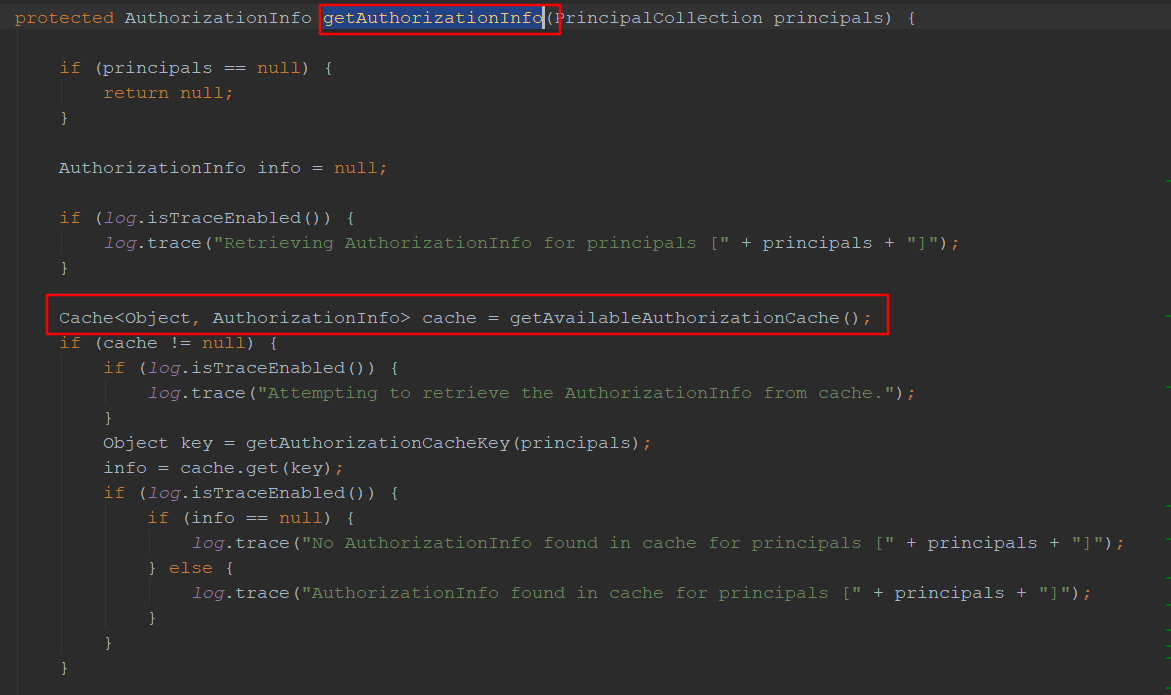 protected AuthorizationInfo getAuthorizationInfo(PrincipalCollection principals) {
if (principals == null) {
return null;
}
AuthorizationInfo info = null;
if (log.isTraceEnabled()) {
log.trace("Retrieving AuthorizationInfo for principals [" + principals + "]");
}
Cache<Object, AuthorizationInfo> cache = getAvailableAuthorizationCache();
if (cache != null) {
if (log.isTraceEnabled()) {
log.trace("Attempting to retrieve the AuthorizationInfo from cache.");
}
Object key = getAuthorizationCacheKey(principals);
info = cache.get(key);
if (log.isTraceEnabled()) {
if (info == null) {
log.trace("No AuthorizationInfo found in cache for principals [" + principals + "]");
} else {
log.trace("AuthorizationInfo found in cache for principals [" + principals + "]");
}
}
}